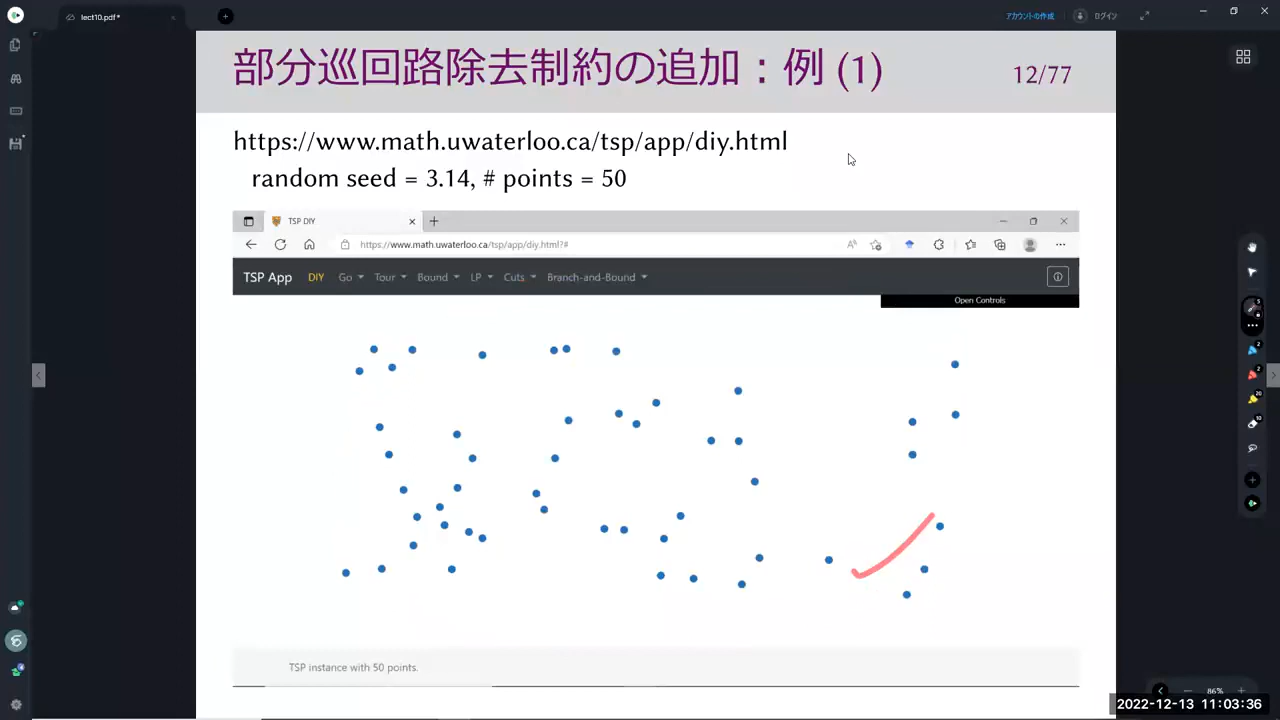 lect10.pdf*
アカウントの作成
ログイン
部分巡回路除去制約の追加：例 (1)
12/77
https://www.math.uwaterloo.ca/tsp/app/diy.html
random seed = 3.14, # points = 50
TSP DIY
https://www.math.uwaterloo.ca/tsp/app/diy.html?#
TSP App DIY Go Tour Bound LP Cuts Branch-and-Bound
Open Controls
TSP instance with 50 points.
86%
2022-12-13 11:03:36